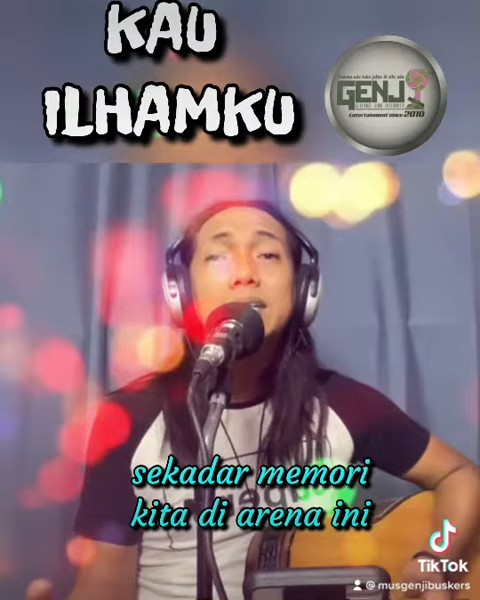 KAU
ILHAMKU
GENJI
Entertainment since 2010
sekadar memori
kita di arena ini
TikTok
@musgenjibuskers